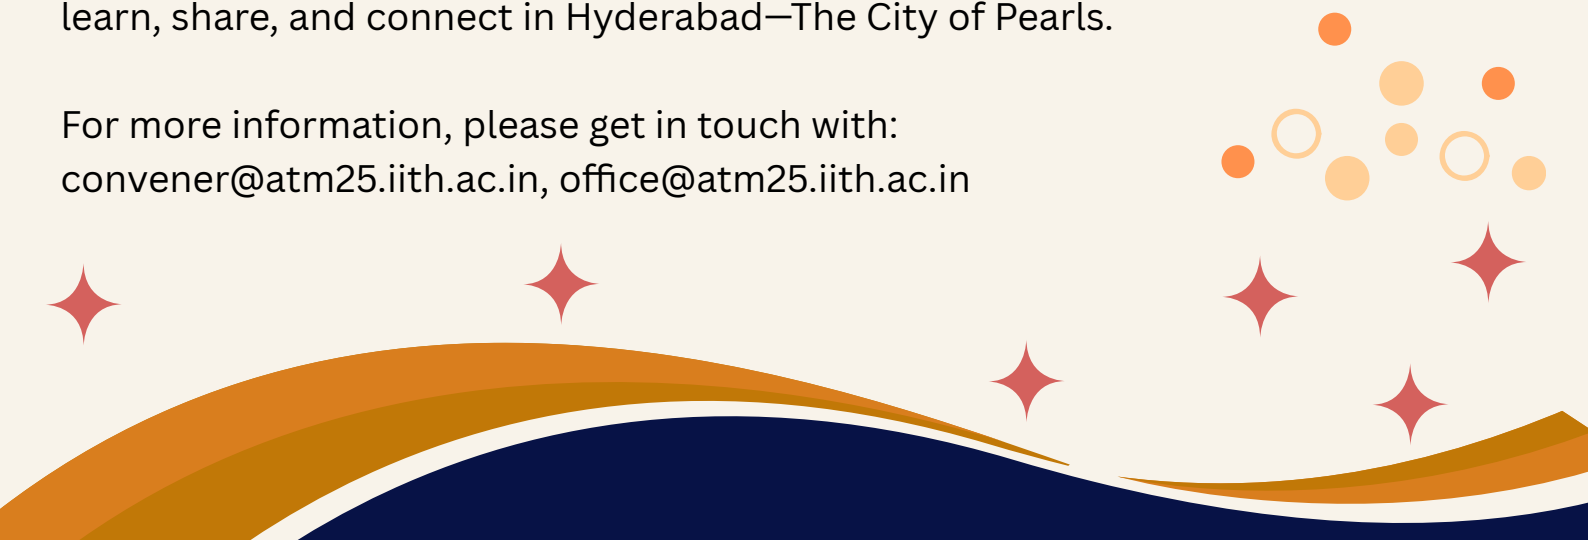 learn, share, and connect in Hyderabad—The City of Pearls.
For more information, please get in touch with:
convener@atm25.iith.ac.in, office@atm25.iith.ac.in